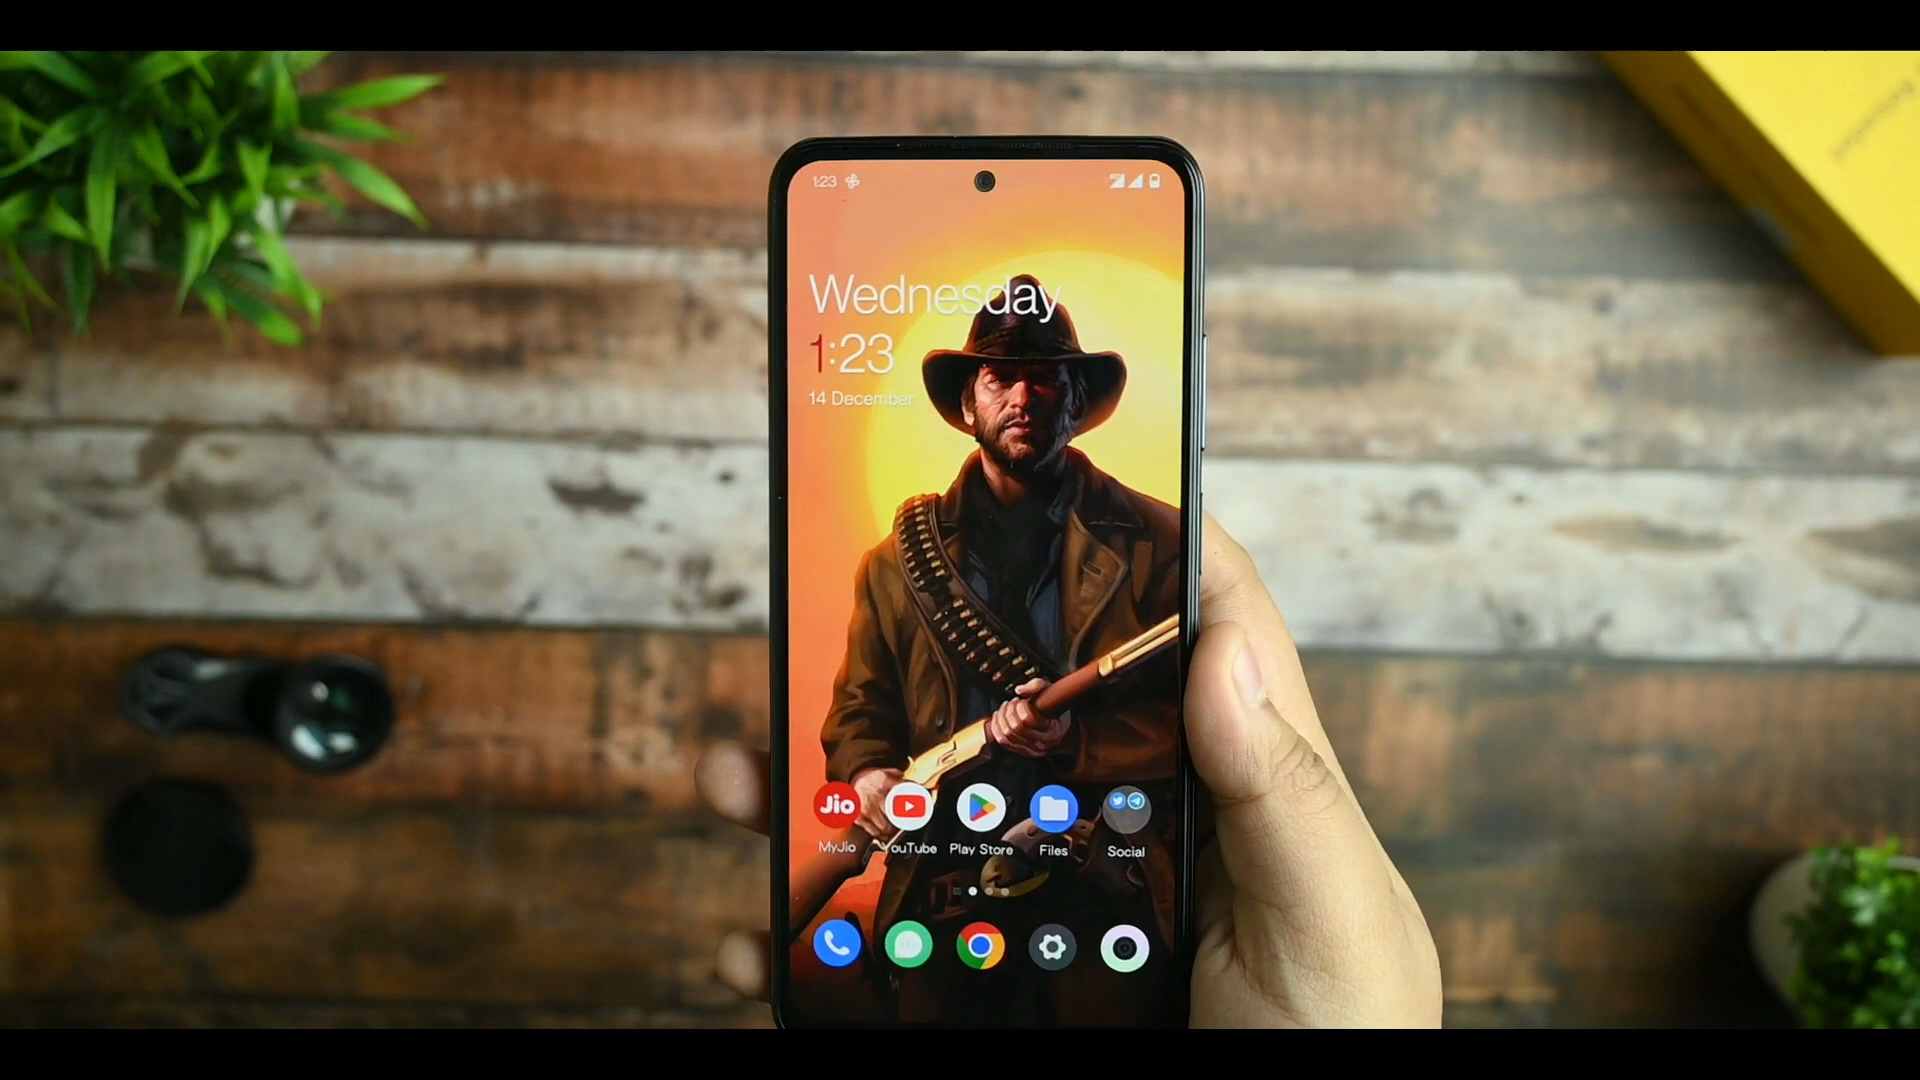 1:23
Wednesday
1:23
14 December
Jio
MyJio
YouTube
Play Store
Files
Social